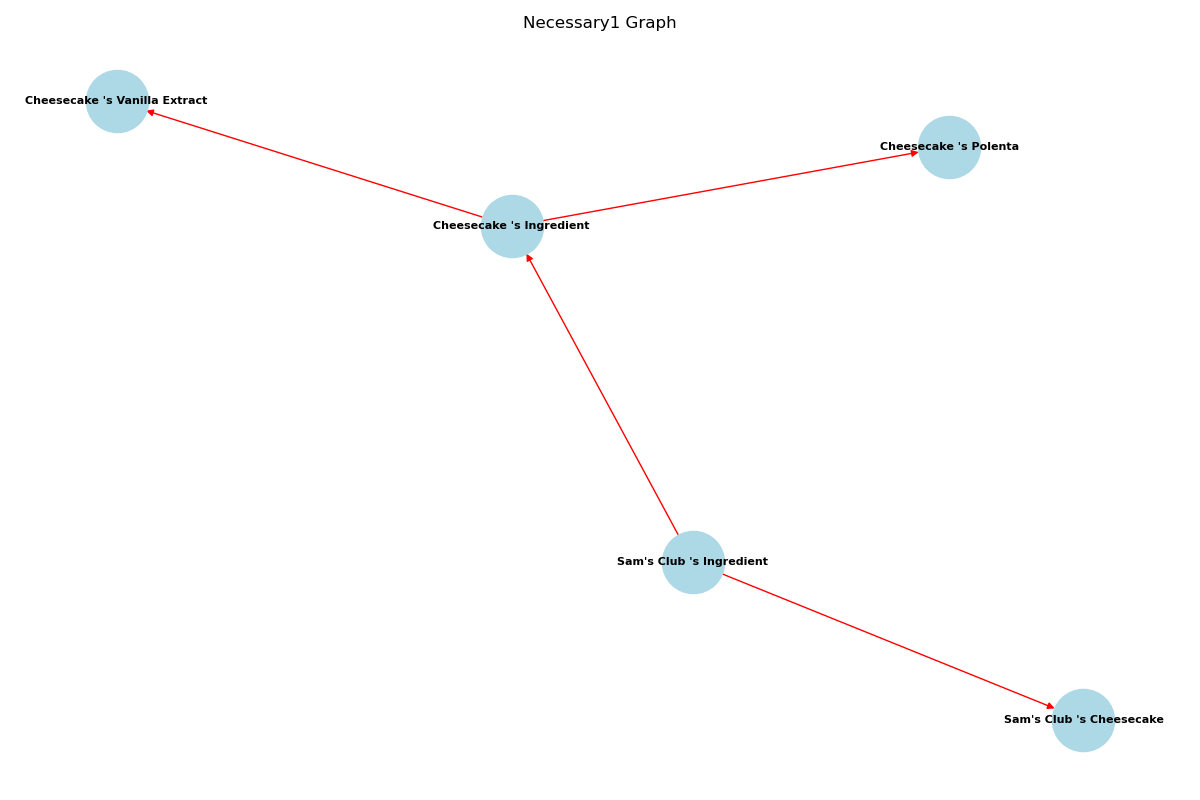 Necessary1 Graph
Cheesecake 's Vanilla Extract
Cheesecake 's Polenta
Cheesecake 's Ingredient
Sam's Club 's Ingredient
Sam's Club 's Cheesecake